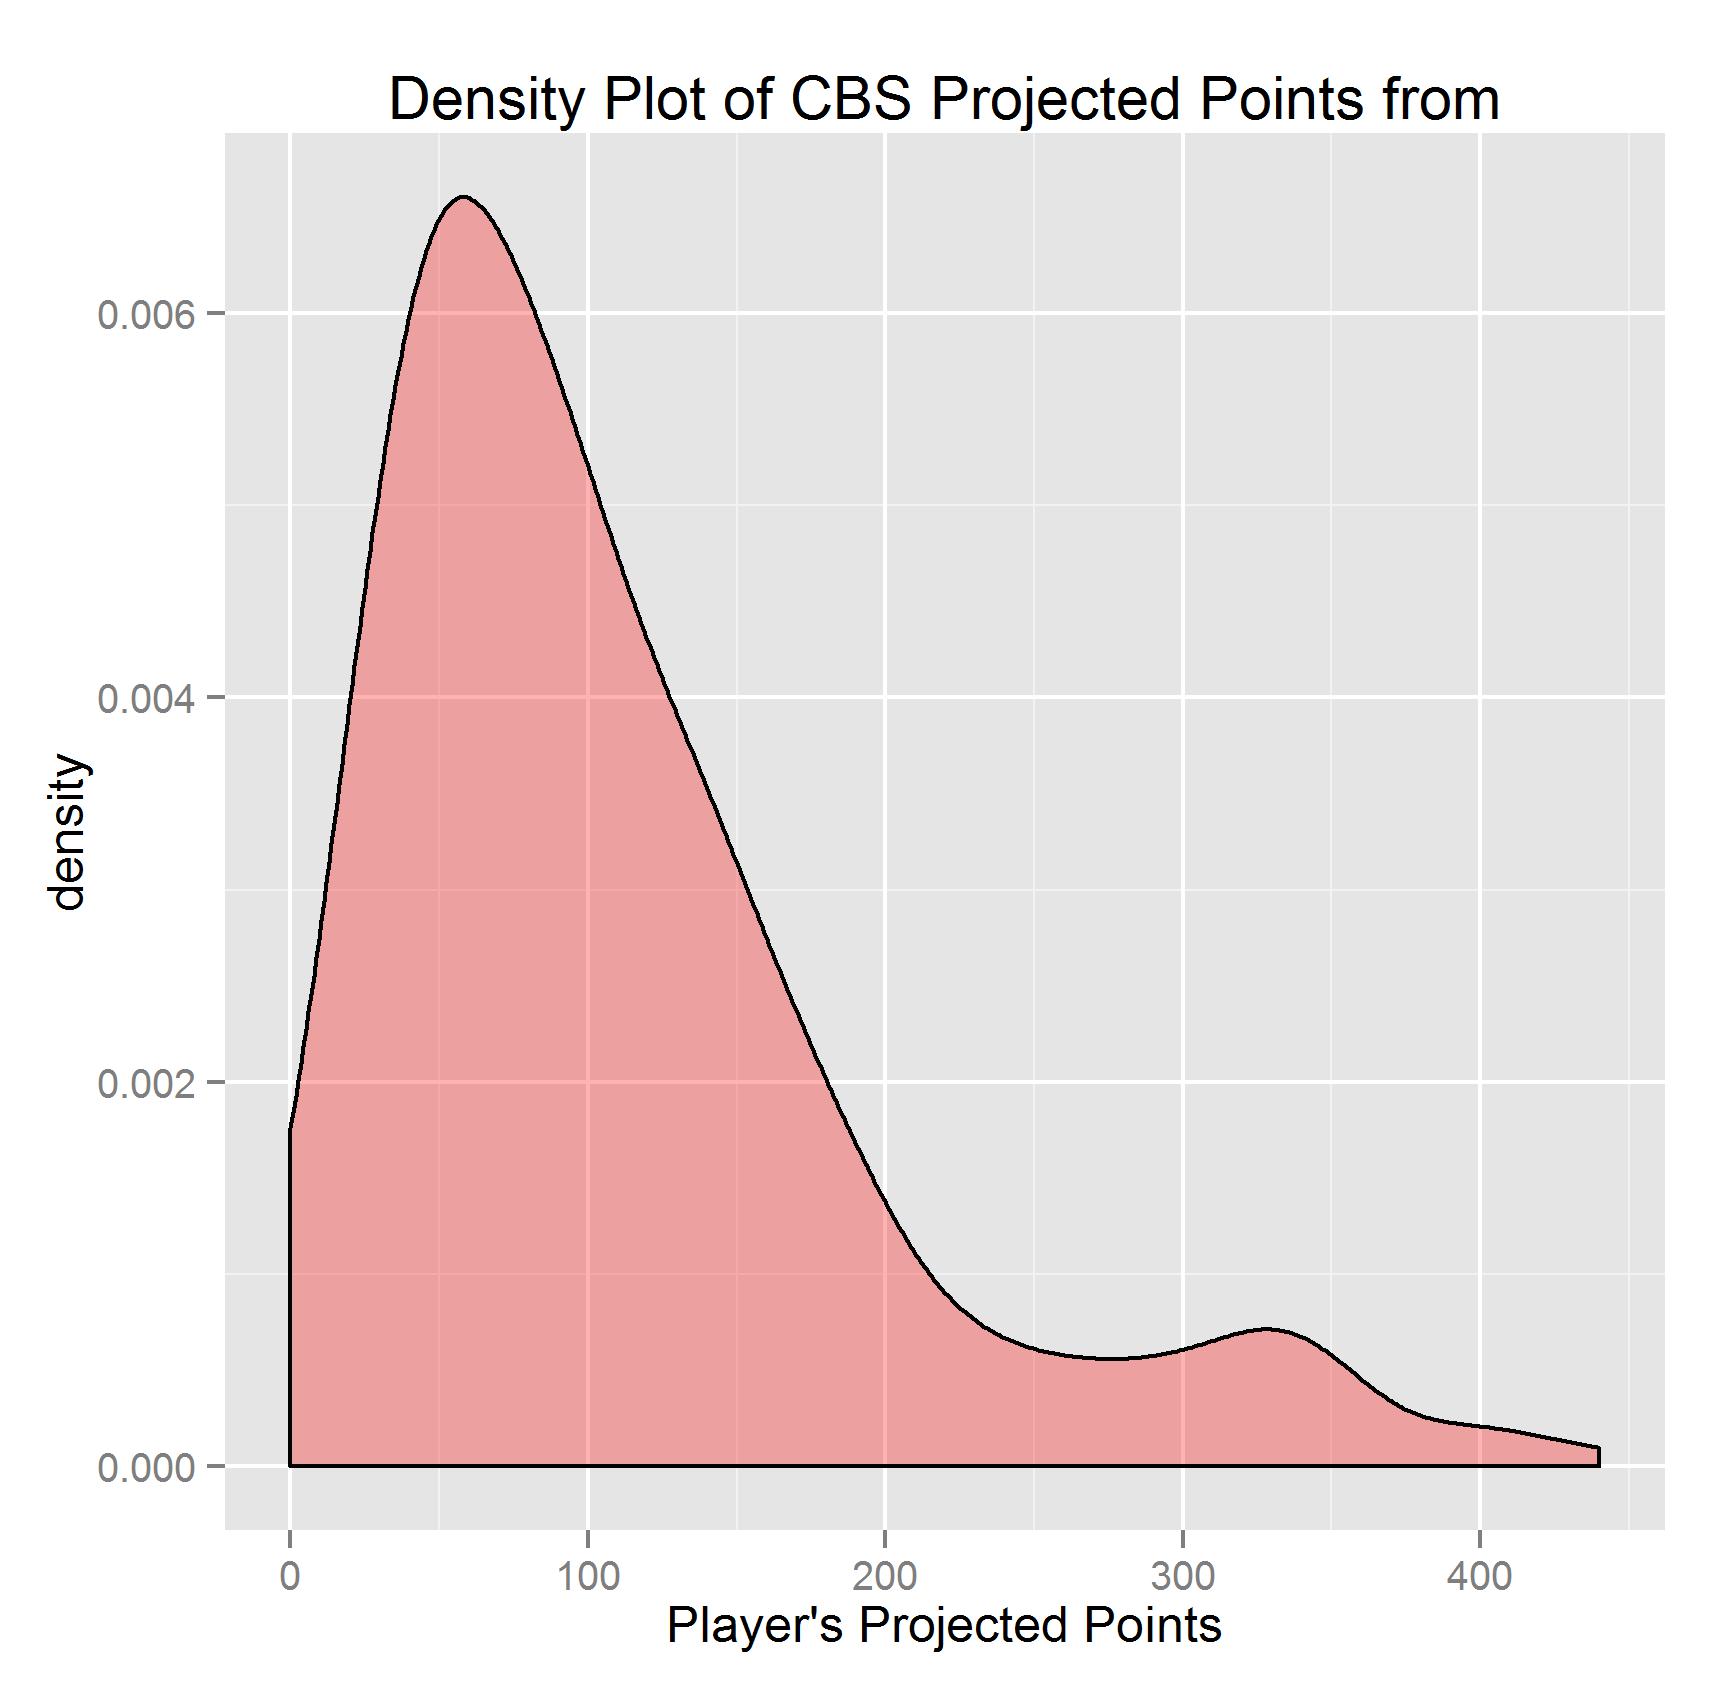 Density Plot of CBS Projected Points from
density
0.006
0.004
0.002
0.000
0 100 200 300 400
Player's Projected Points